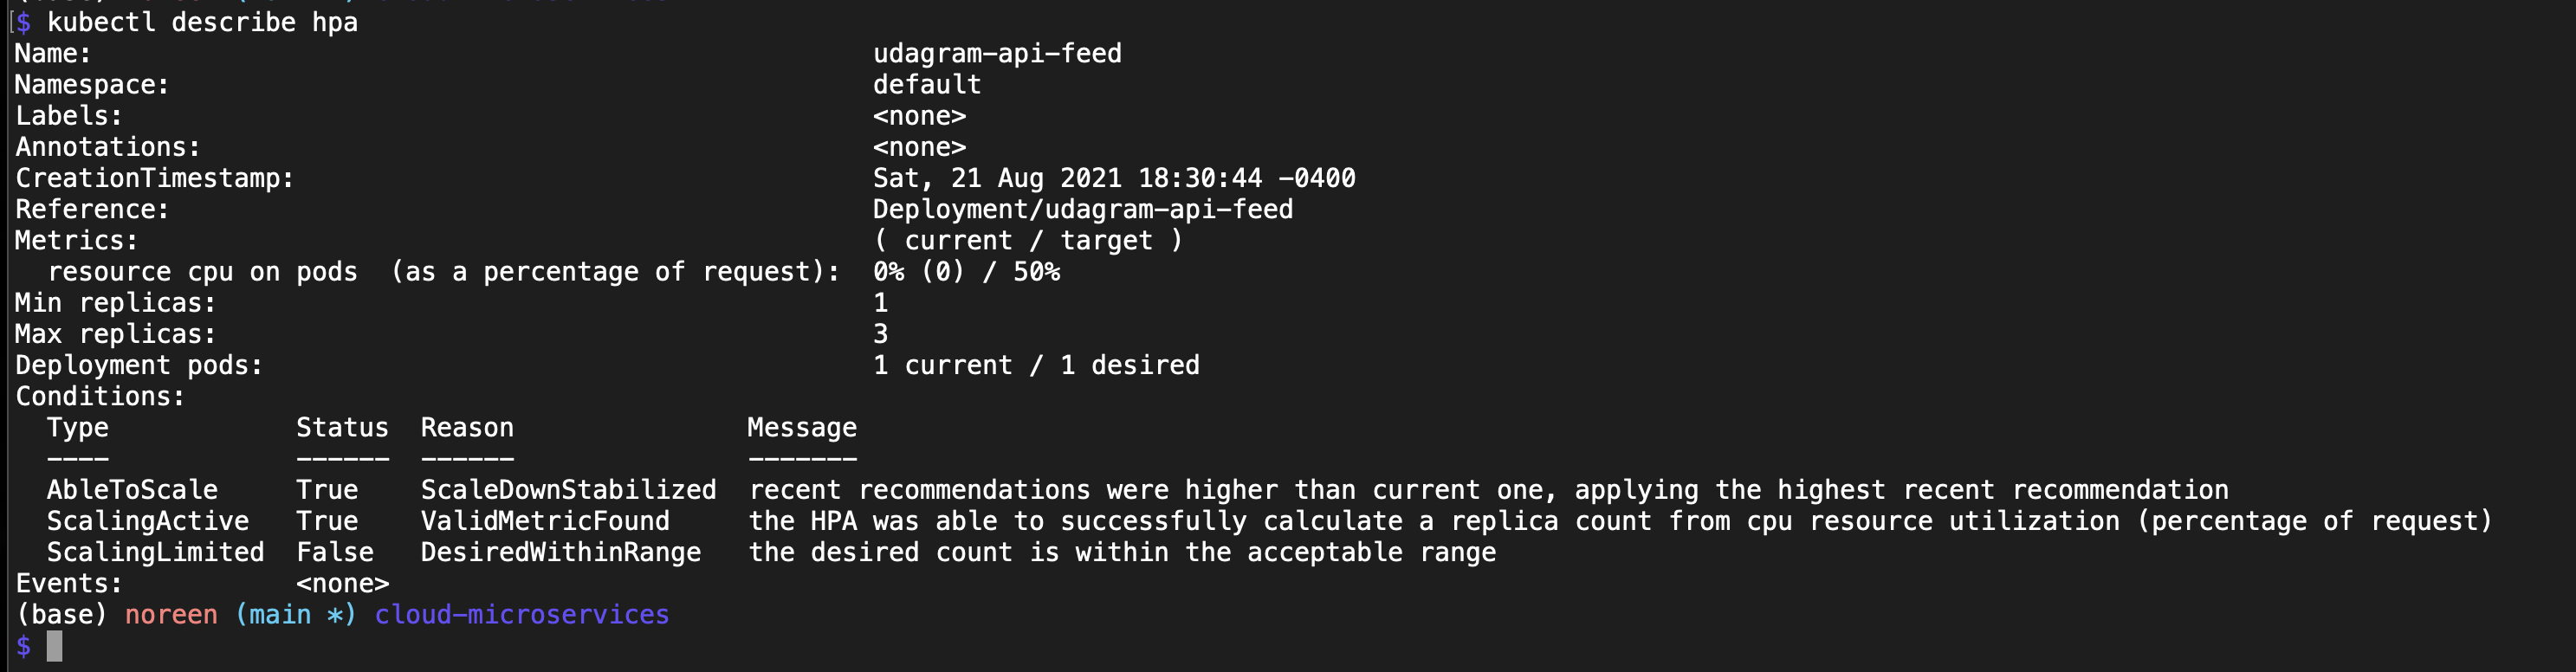 $ kubectl describe hpa
Name:                                                  udagram-api-feed
Namespace:                                             default
Labels:                                                <none>
Annotations:                                           <none>
CreationTimestamp:                                     Sat, 21 Aug 2021 18:30:44 -0400
Reference:                                             Deployment/udagram-api-feed
Metrics:                                               ( current / target )
  resource cpu on pods  (as a percentage of request):  0% (0) / 50%
Min replicas:                                          1
Max replicas:                                          3
Deployment pods:                                       1 current / 1 desired
Conditions:
  Type            Status  Reason               Message
  ----            ------  ------               -------
  AbleToScale     True    ScaleDownStabilized  recent recommendations were higher than current one, applying the highest recent recommendation
  ScalingActive   True    ValidMetricFound     the HPA was able to successfully calculate a replica count from cpu resource utilization (percentage of request)
  ScalingLimited  False   DesiredWithinRange   the desired count is within the acceptable range
Events:           <none>
(base) noreen (main *) cloud-microservices
$